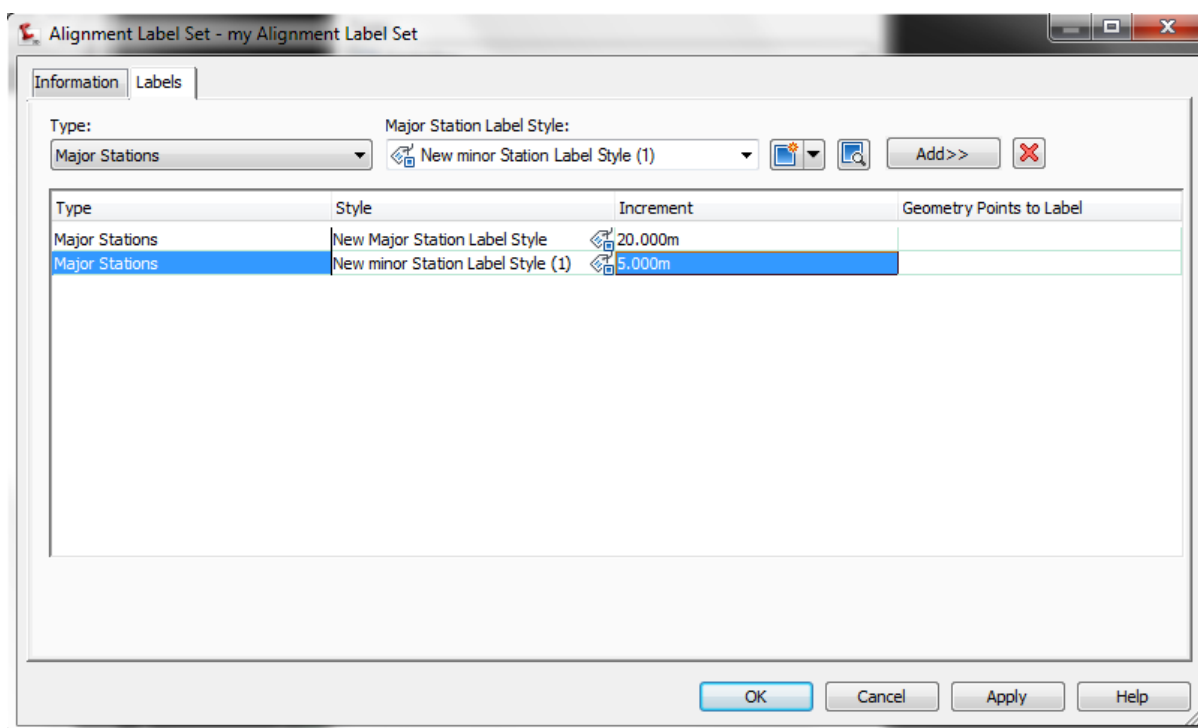 Alignment Label Set - my Alignment Label Set
Information Labels
Type: Major Station Label Style:
Major Stations New minor Station Label Style (1) Add>>
Type Style Increment Geometry Points to Label
Major Stations New Major Station Label Style 20.000m
Major Stations New minor Station Label Style (1) 5.000m
OK Cancel Apply Help